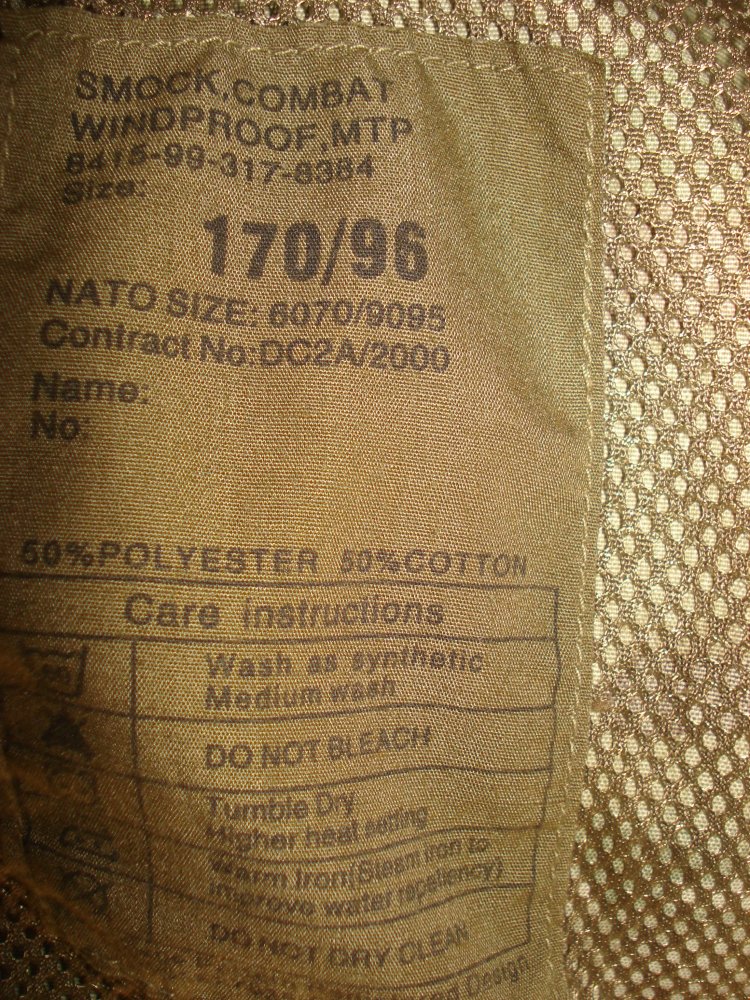 SMOCK,COMBAT
WINDPROOF,MTP
8415-99-317-8384
Size:
170/96
NATO SIZE: 6070/9095
Contract No:DC2A/2000
Name:
No:
50%POLYESTER 50%COTTON
Care instructions
Wash as synthetic
Medium wash
DO NOT BLEACH
Tumble Dry
Higher heat setting
Warm Iron(Steam iron to
improve water repellency)
DO NOT DRY CLEAN
Design